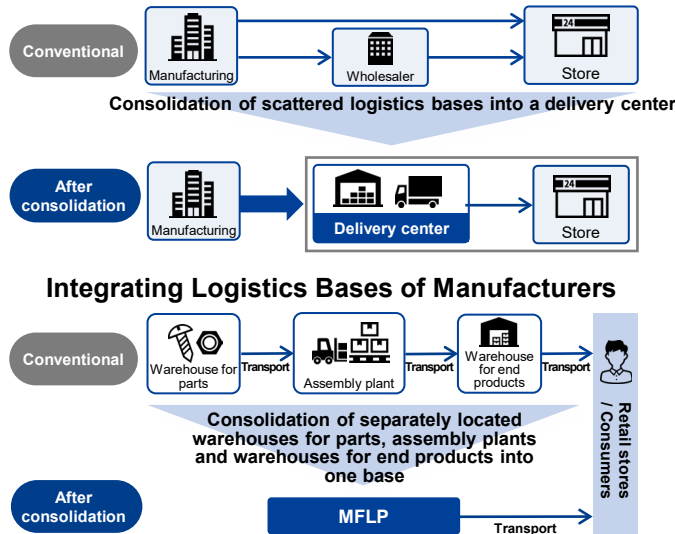 Conventional
Manufacturing
Wholesaler
24
Store
Consolidation of scattered logistics bases into a delivery center
After
consolidation
Manufacturing
Delivery center
24
Store
Integrating Logistics Bases of Manufacturers
Conventional
Warehouse for
parts
Transport
Assembly plant
Transport
Warehouse
for end
products
Transport
Retail stores
/ Consumers
Consolidation of separately located
warehouses for parts, assembly plants
and warehouses for end products into
one base
After
consolidation
MFLP
Transport